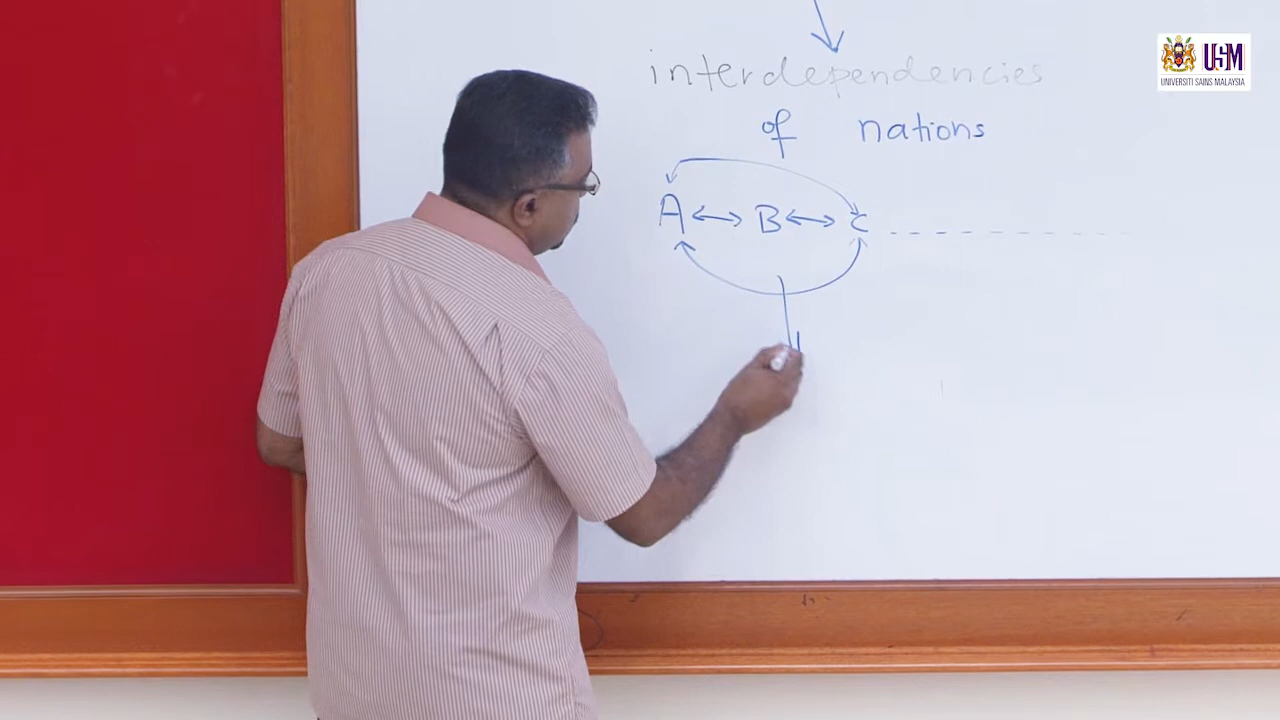 interdependencies
of nations
A ↔ B ↔ C
USM
UNIVERSITI SAINS MALAYSIA